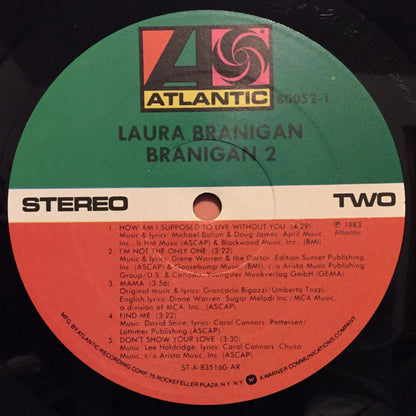 ATLANTIC
80052-1
LAURA BRANIGAN
BRANIGAN 2
STEREO
TWO
1. HOW AM I SUPPOSED TO LIVE WITHOUT YOU (4:29)
Music & lyrics: Michael Bolton & Doug James April Music,
Inc., Is Hot Music (ASCAP) & Blackwood Music, Inc., (BMI).
2. I'M NOT THE ONLY ONE (3:22)
Music & lyrics: Diane Warren & the Doctor Edition Sunset Publishing,
Inc. (ASCAP) & Goosebump Music, (BMI), c/o Arista Music Publishing
Group/U.S. & Canada, Youngster Musikverlag GmbH (GEMA)
3. MAMA (3:56)
Original music & lyrics: Giancarlo Bigazzi/Umberto Tozzi,
English lyrics: Diane Warren Sugar Melodi Inc./MCA Music,
a division of MCA, Inc., (ASCAP)
4. FIND ME (3:22)
Music: David Shire, lyrics: Carol Connors Pettersen/
Lottimer Publishing (ASCAP)
5. DON'T SHOW YOUR LOVE (3:30)
Music: Lee Holdridge, lyrics: Carol Connors Chuco
Music, c/o Arista Music, Inc. (ASCAP)
℗ 1983
Atlantic
ST-A-835160-AR
MFG. BY ATLANTIC RECORDING CORP. 75 ROCKEFELLER PLAZA, N.Y. N.Y. A WARNER COMMUNICATIONS COMPANY